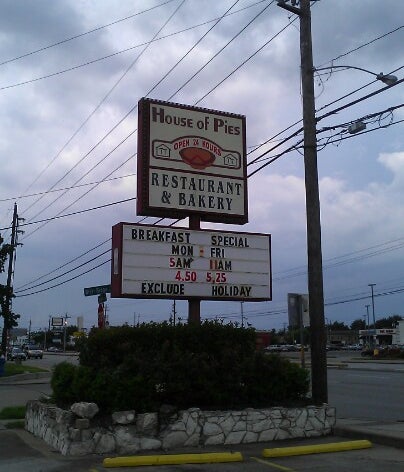 HOUSE OF PIES
OPEN 24 HOURS
RESTAURANT
& BAKERY
BREAKFAST SPECIAL
MON FRI
5AM 11AM
4.50 5.25
EXCLUDE HOLIDAY